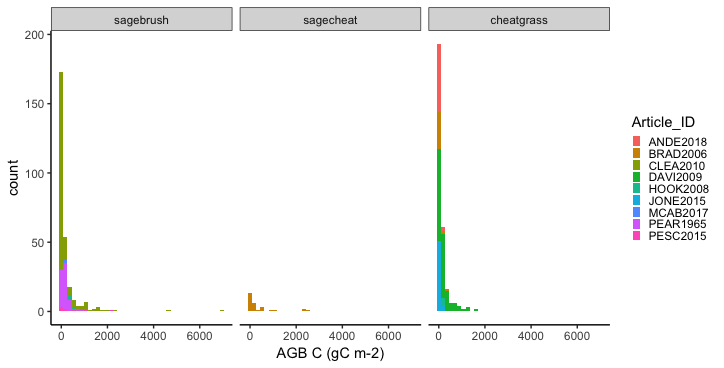 sagebrush sagecheat cheatgrass
200
150
100
50
0
count
0 2000 4000 6000 0 2000 4000 6000 0 2000 4000 6000
AGB C (gC m-2)
Article_ID
ANDE2018
BRAD2006
CLEA2010
DAVI2009
HOOK2008
JONE2015
MCAB2017
PEAR1965
PESC2015